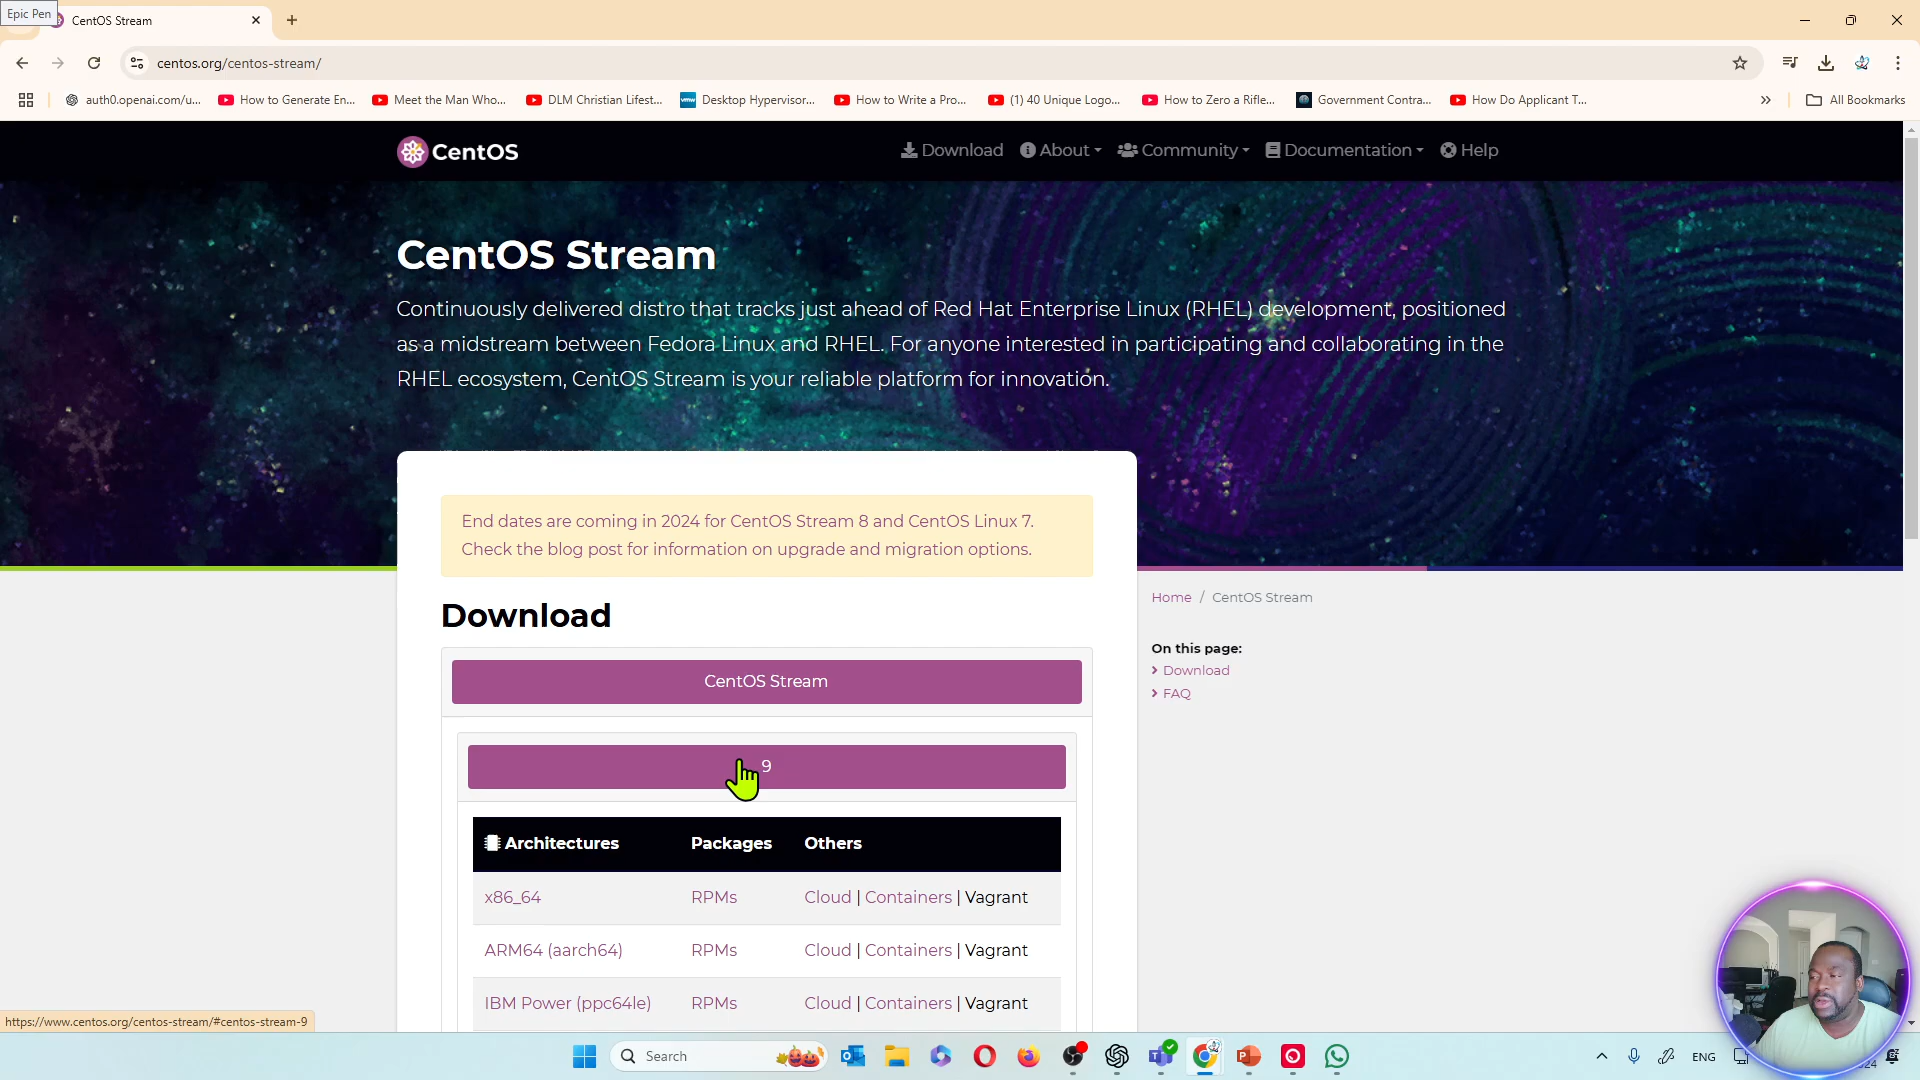 Epic Pen
CentOS Stream
centos.org/centos-stream/
auth0.openai.com/u...
How to Generate En...
Meet the Man Who...
DLM Christian Lifest...
vmw
Desktop Hypervisor...
How to Write a Pro...
(1) 40 Unique Logo...
How to Zero a Rifle...
Government Contra...
How Do Applicant T...
All Bookmarks
CentOS
Download
About
Community
Documentation
Help
CentOS Stream
Continuously delivered distro that tracks just ahead of Red Hat Enterprise Linux (RHEL) development, positioned
as a midstream between Fedora Linux and RHEL. For anyone interested in participating and collaborating in the
RHEL ecosystem, CentOS Stream is your reliable platform for innovation.
End dates are coming in 2024 for CentOS Stream 8 and CentOS Linux 7.
Check the blog post for information on upgrade and migration options.
Download
CentOS Stream
9
Architectures Packages Others
x86_64 RPMs Cloud | Containers | Vagrant
ARM64 (aarch64) RPMs Cloud | Containers | Vagrant
IBM Power (ppc64le) RPMs Cloud | Containers | Vagrant
Home / CentOS Stream
On this page:
Download
FAQ
https://www.centos.org/centos-stream/#centos-stream-9
Search
ENG